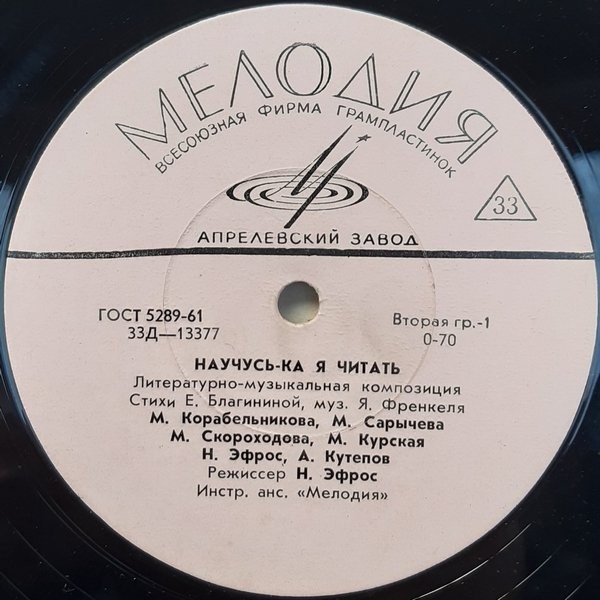 МЕЛОДИЯ
ВСЕСОЮЗНАЯ ФИРМА ГРАМПЛАСТИНОК
33
АПРЕЛЕВСКИЙ ЗАВОД
ГОСТ 5289-61
33Д—13377
Вторая гр.-1
0-70
НАУЧУСЬ-КА Я ЧИТАТЬ
Литературно-музыкальная композиция
Стихи Е. Благининой, муз. Я. Френкеля
М. Корабельникова, М. Сарычева
М. Скороходова, М. Курская
Н. Эфрос, А. Кутепов
Режиссер Н. Эфрос
Инстр. анс. «Мелодия»